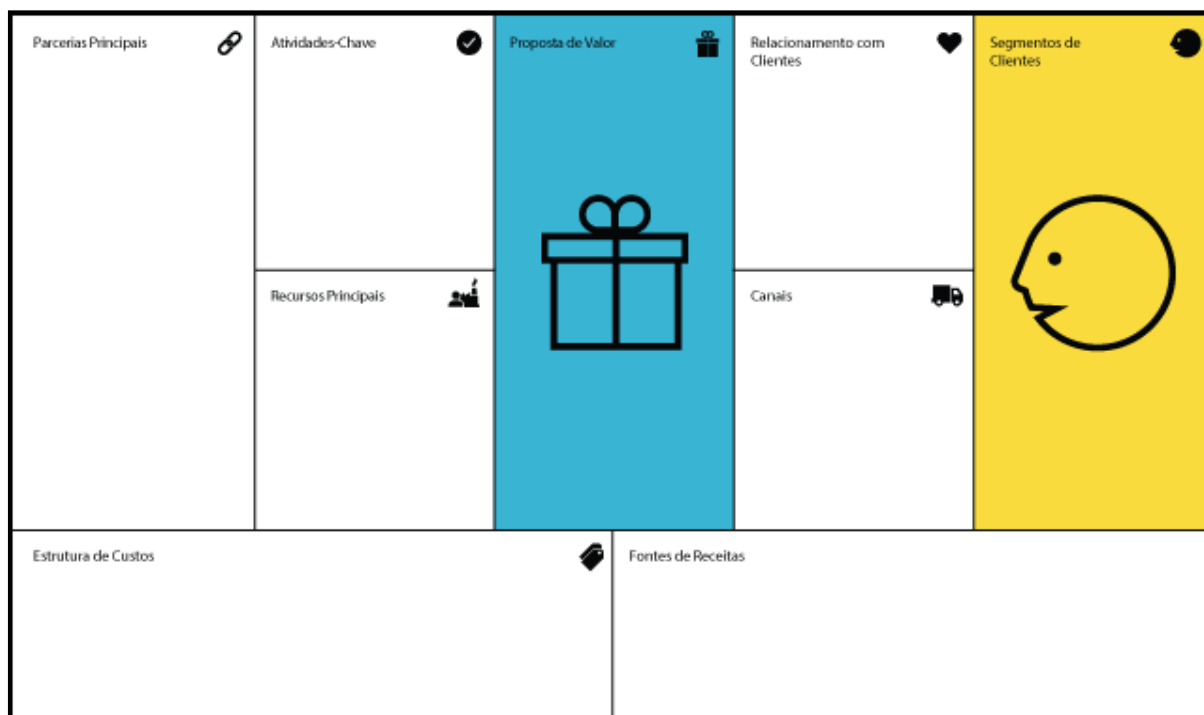 Parcerias Principais
Atividades-Chave
Proposta de Valor
Relacionamento com
Clientes
Segmentos de
Clientes
Recursos Principais
Canais
Estrutura de Custos
Fontes de Receitas